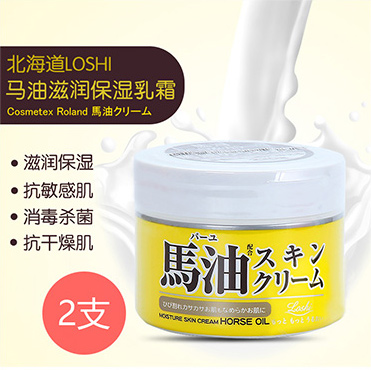 北海道LOSHI
马油滋润保湿乳霜
Cosmetex Roland 馬油クリーム
• 滋润保湿
• 抗敏感肌
• 消毒杀菌
• 抗干燥肌
2支
バーユ
馬油配合スキンクリーム
ひび割れカサカサお肌もなめらかお肌に
MOISTURE SKIN CREAM HORSE OIL
Loshi